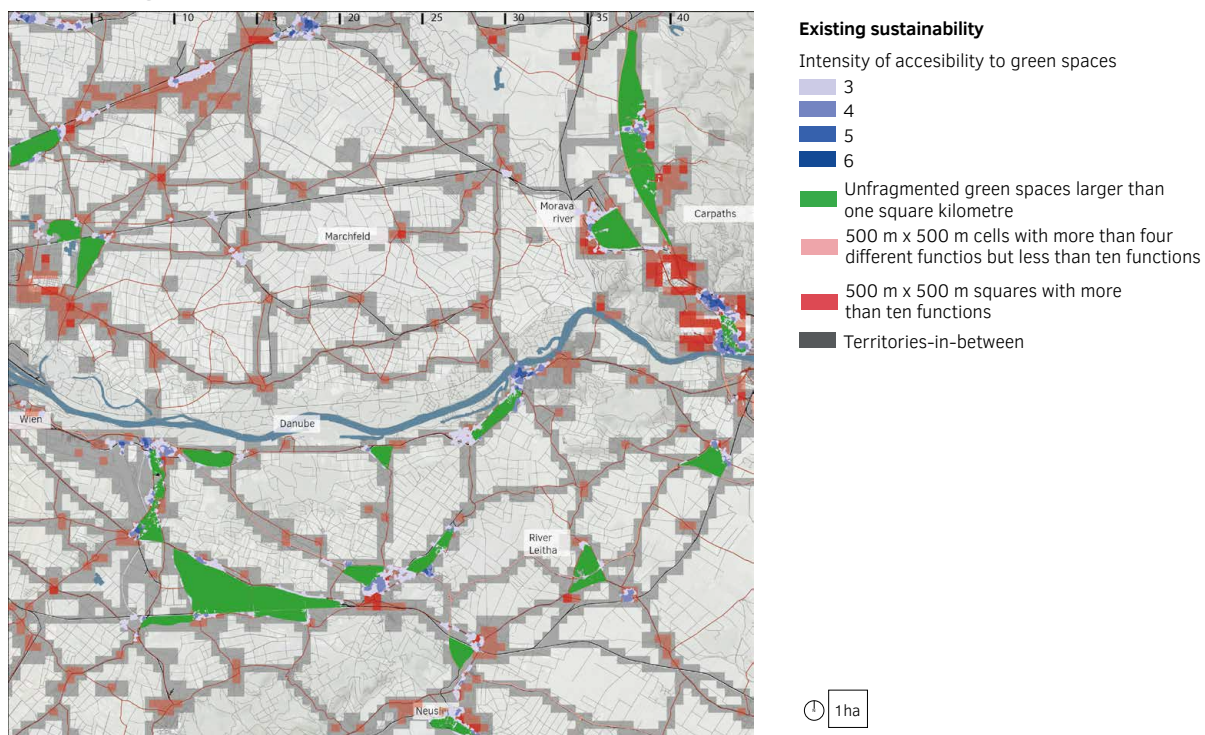 5 10 15 20 25 30 35 40
Morava
river
Carpaths
Marchfeld
Wien
Danube
River
Leitha
Existing sustainability
Intensity of accesibility to green spaces
3
4
5
6
Unfragmented green spaces larger than
one square kilometre
500 m x 500 m cells with more than four
different functios but less than ten functions
500 m x 500 m squares with more
than ten functions
Territories-in-between
1ha